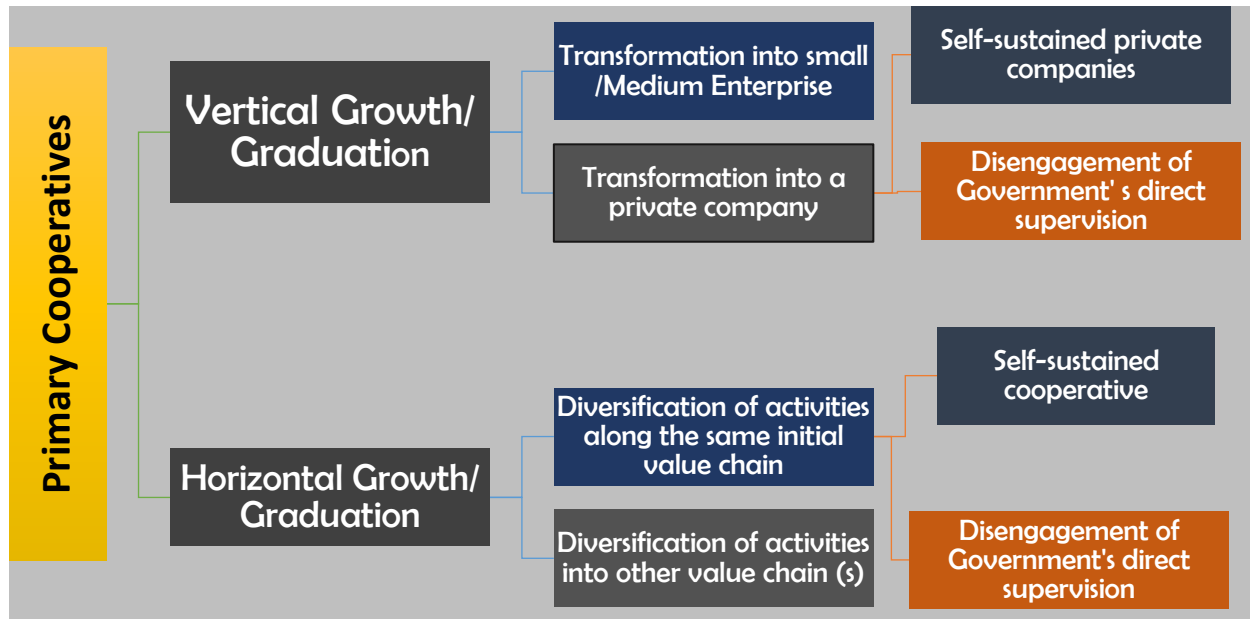 Primary Cooperatives
Vertical Growth/
Graduation
Transformation into small
/Medium Enterprise
Transformation into a
private company
Self-sustained private
companies
Disengagement of
Government' s direct
supervision
Horizontal Growth/
Graduation
Diversification of activities
along the same initial
value chain
Diversification of activities
into other value chain (s)
Self-sustained
cooperative
Disengagement of
Government's direct
supervision